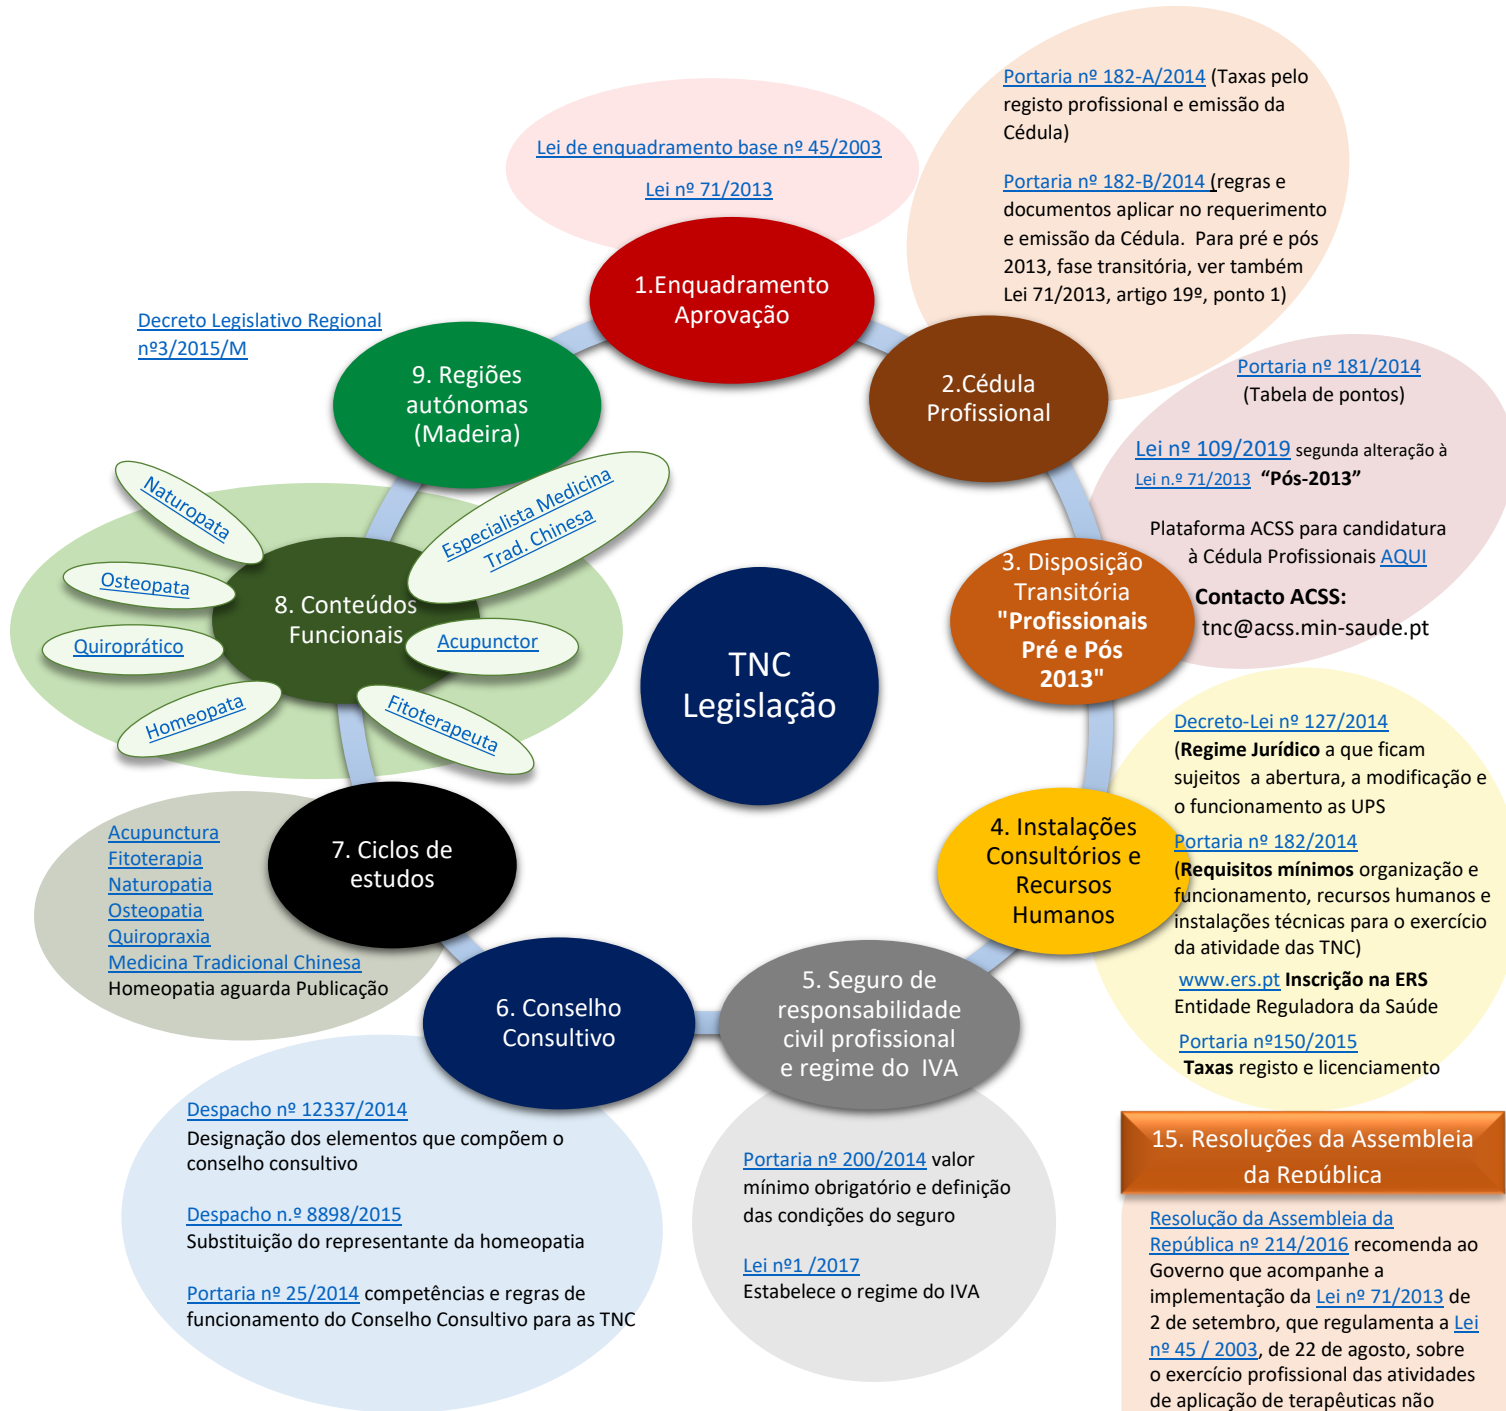 Lei de enquadramento base nº 45/2003
Lei nº 71/2013
1.Enquadramento
Aprovação
Portaria nº 182-A/2014 (Taxas pelo
registo profissional e emissão da
Cédula)
Portaria nº 182-B/2014 (regras e
documentos aplicar no requerimento
e emissão da Cédula. Para pré e pós
2013, fase transitória, ver também
Lei 71/2013, artigo 19º, ponto 1)
2.Cédula
Profissional
Portaria nº 181/2014
(Tabela de pontos)
Lei nº 109/2019 segunda alteração à
Lei n.º 71/2013 “Pós-2013”
Plataforma ACSS para candidatura
à Cédula Profissionais AQUI
Contacto ACSS:
tnc@acss.min-saude.pt
3. Disposição
Transitória
"Profissionais
Pré e Pós
2013"
Decreto-Lei nº 127/2014
(Regime Jurídico a que ficam
sujeitos a abertura, a modificação e
o funcionamento as UPS
Portaria nº 182/2014
(Requisitos mínimos organização e
funcionamento, recursos humanos e
instalações técnicas para o exercício
da atividade das TNC)
www.ers.pt Inscrição na ERS
Entidade Reguladora da Saúde
Portaria nº150/2015
Taxas registo e licenciamento
4. Instalações
Consultórios e
Recursos
Humanos
5. Seguro de
responsabilidade
civil profissional
e regime do IVA
Portaria nº 200/2014 valor
mínimo obrigatório e definição
das condições do seguro
Lei nº1 /2017
Estabelece o regime do IVA
6. Conselho
Consultivo
Despacho nº 12337/2014
Designação dos elementos que compõem o
conselho consultivo
Despacho n.º 8898/2015
Substituição do representante da homeopatia
Portaria nº 25/2014 competências e regras de
funcionamento do Conselho Consultivo para as TNC
7. Ciclos de
estudos
Acupunctura
Fitoterapia
Naturopatia
Osteopatia
Quiropraxia
Medicina Tradicional Chinesa
Homeopatia aguarda Publicação
8. Conteúdos
Funcionais
Naturopata
Osteopata
Quiroprático
Homeopata
Especialista Medicina
Trad. Chinesa
Acupunctor
Fitoterapeuta
9. Regiões
autónomas
(Madeira)
Decreto Legislativo Regional
nº3/2015/M
TNC
Legislação
15. Resoluções da Assembleia
da República
Resolução da Assembleia da
República nº 214/2016 recomenda ao
Governo que acompanhe a
implementação da Lei nº 71/2013 de
2 de setembro, que regulamenta a Lei
nº 45 / 2003, de 22 de agosto, sobre
o exercício profissional das atividades
de aplicação de terapêuticas não